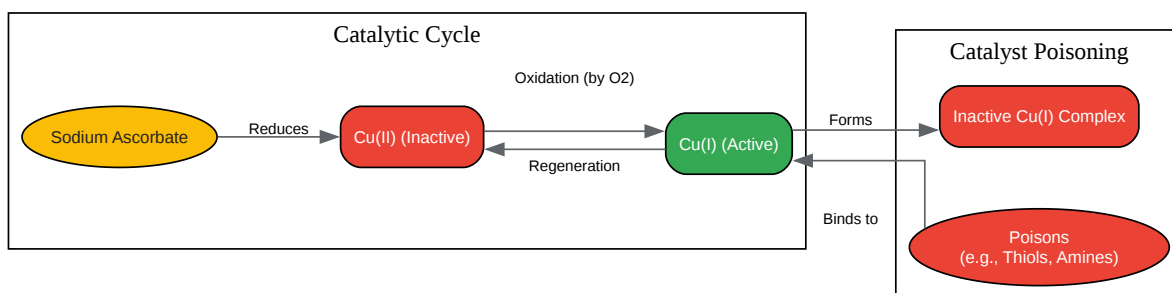 Catalytic Cycle
Catalyst Poisoning
Oxidation (by O2)
Sodium Ascorbate
Reduces
Cu(II) (Inactive)
Regeneration
Cu(I) (Active)
Forms
Inactive Cu(I) Complex
Binds to
Poisons
(e.g., Thiols, Amines)